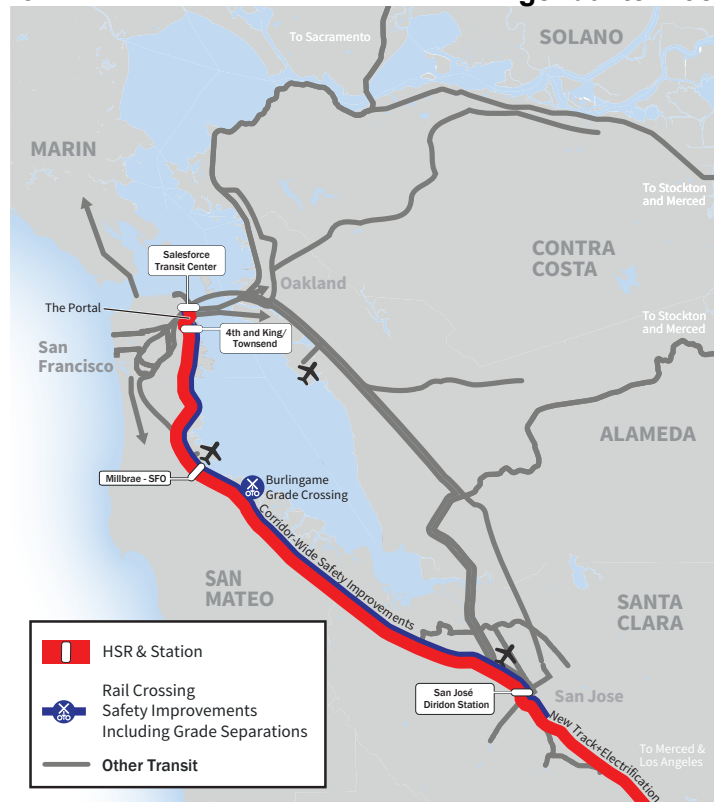 To Sacramento
SOLANO
MARIN
To Stockton
and Merced
CONTRA
COSTA
Salesforce
Transit Center
Oakland
The Portal
4th and King/
Townsend
To Stockton
and Merced
San
Francisco
ALAMEDA
Millbrae - SFO
Burlingame
Grade Crossing
Corridor-Wide Safety Improvements
SAN
MATEO
SANTA
CLARA
HSR & Station
Rail Crossing
Safety Improvements
Including Grade Separations
Other Transit
San José
Diridon Station
San Jose
New Track+Electrification
To Merced &
Los Angeles